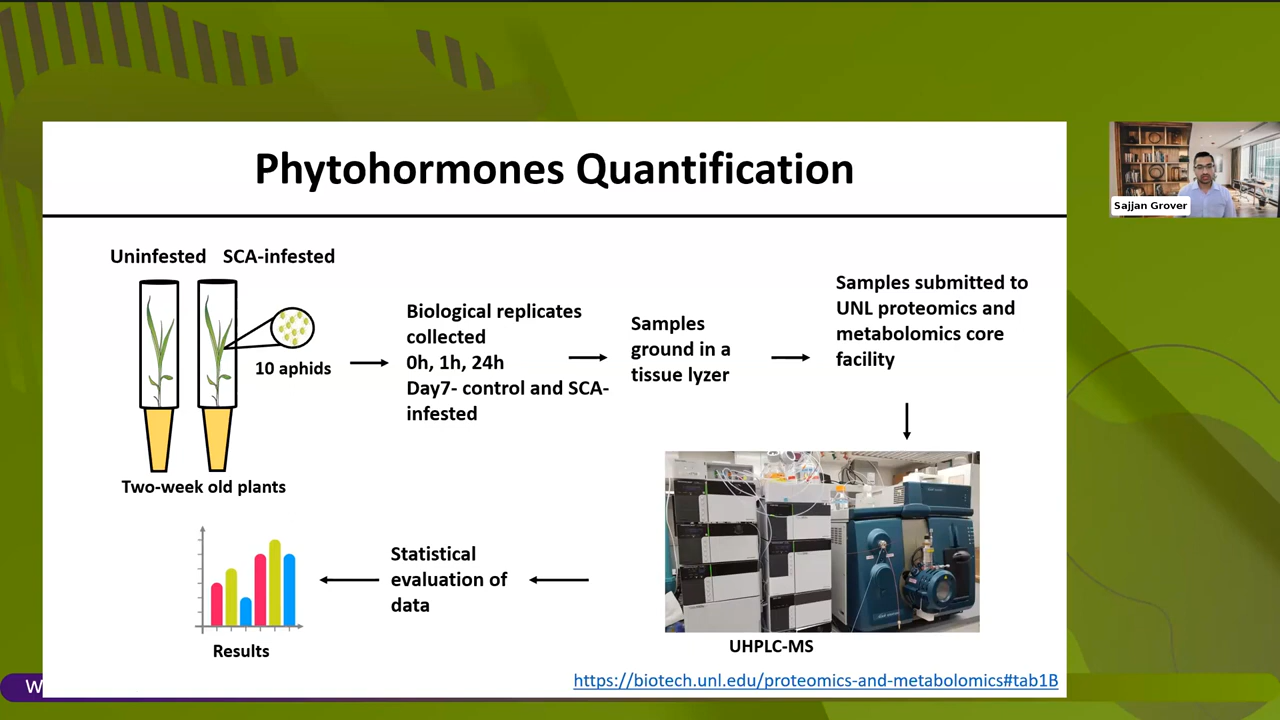 Phytohormones Quantification
Sajjan Grover
Uninfested SCA-infested
10 aphids
Two-week old plants
Biological replicates
collected
0h, 1h, 24h
Day7- control and SCA-
infested
Samples
ground in a
tissue lyzer
Samples submitted to
UNL proteomics and
metabolomics core
facility
UHPLC-MS
Statistical
evaluation of
data
Results
https://biotech.unl.edu/proteomics-and-metabolomics#tab1B
W